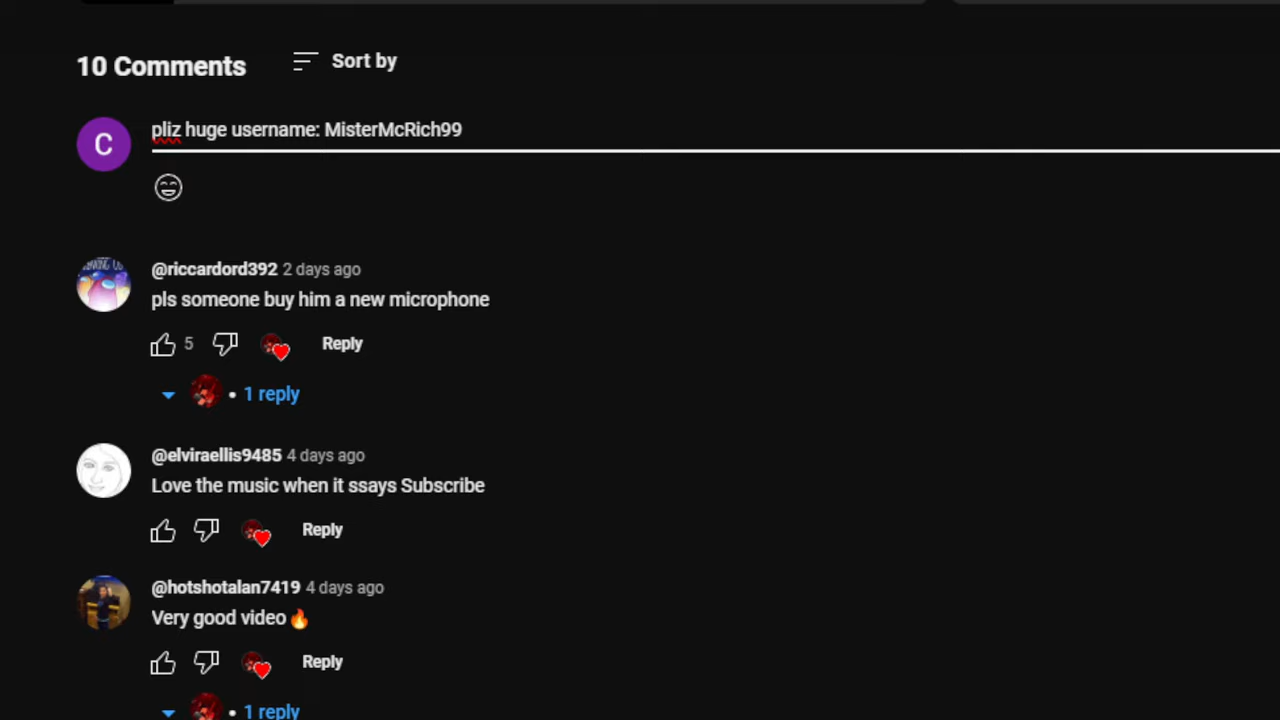 10 Comments
Sort by
C
pliz huge username: MisterMcRich99
@riccardord392 2 days ago
pls someone buy him a new microphone
5
Reply
• 1 reply
@elviraellis9485 4 days ago
Love the music when it ssays Subscribe
Reply
@hotshotalan7419 4 days ago
Very good video🔥
Reply
• 1 reply